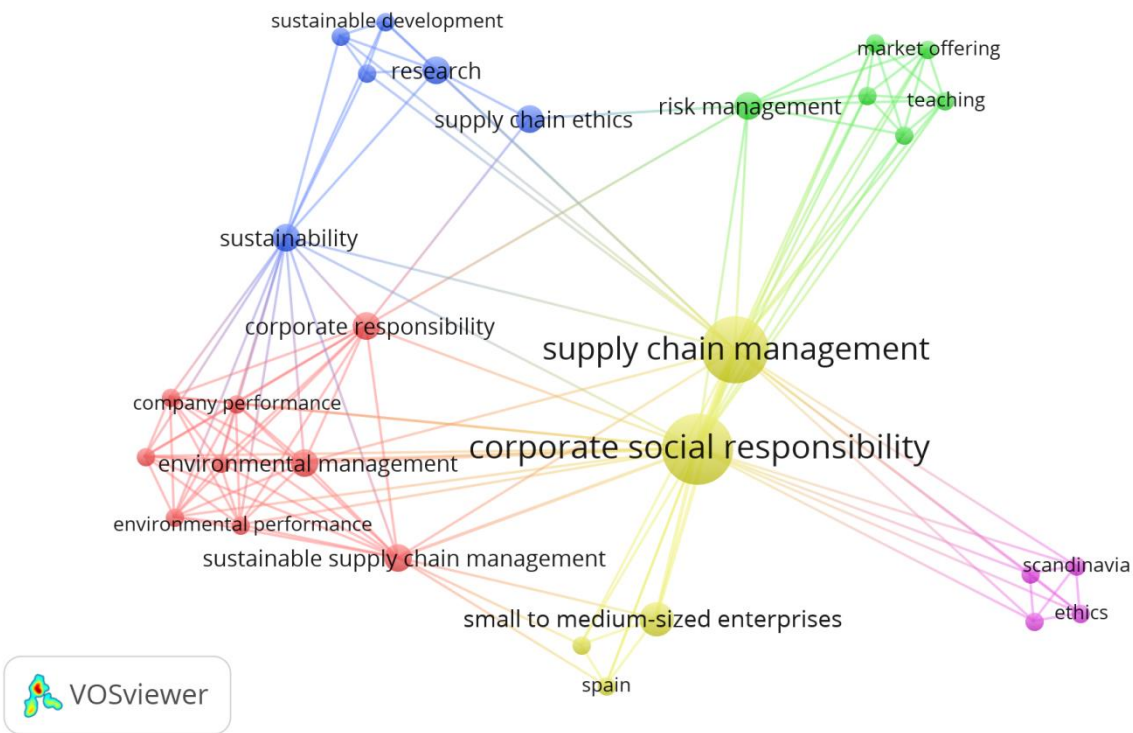 sustainable development
market offering
research
teaching
risk management
supply chain ethics
sustainability
corporate responsibility
supply chain management
company performance
corporate social responsibility
environmental management
environmental performance
sustainable supply chain management
scandinavia
ethics
small to medium-sized enterprises
spain
VOSviewer